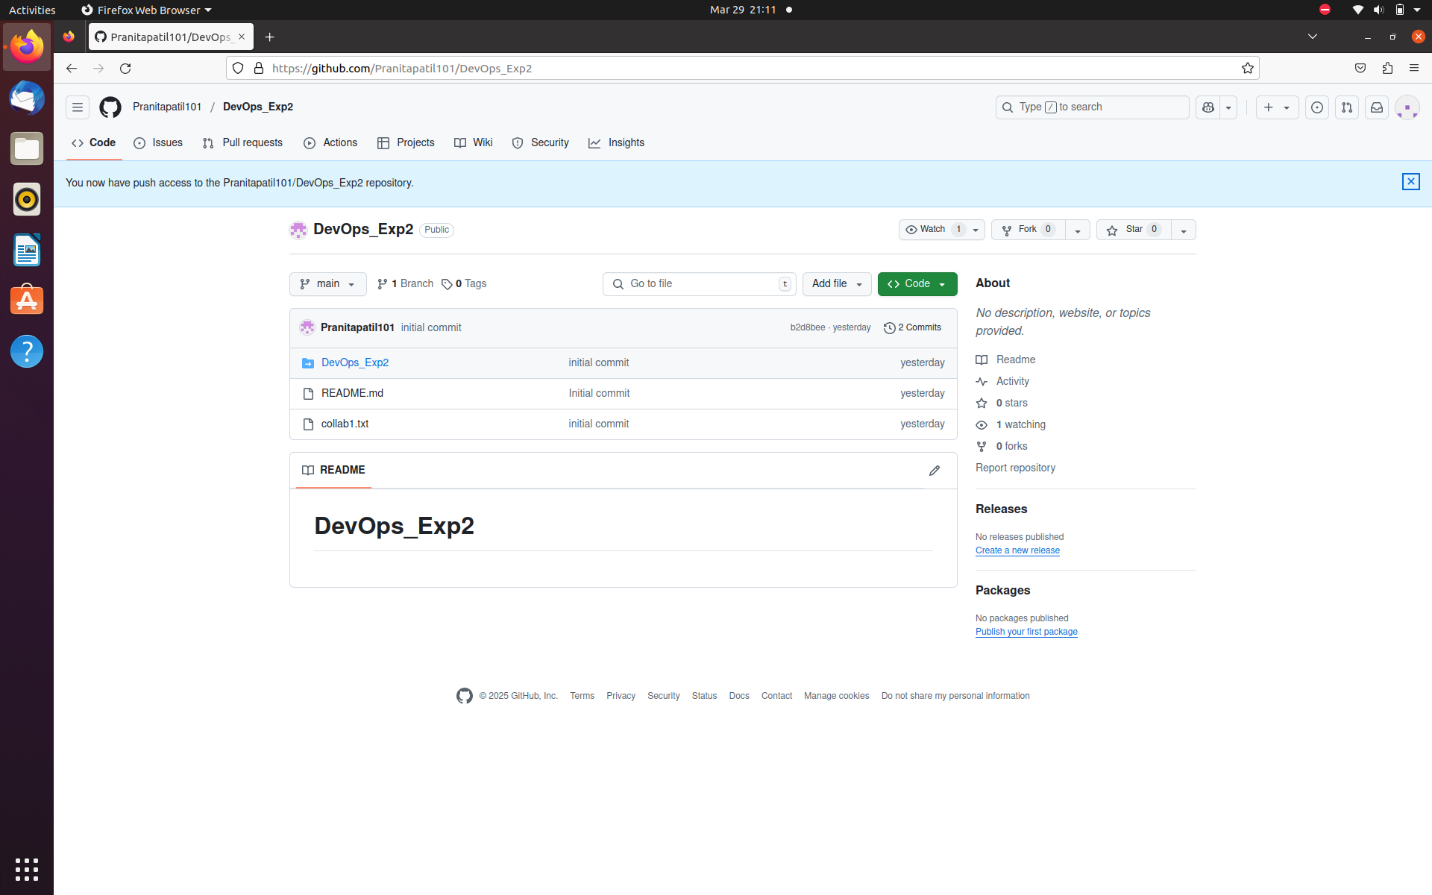 Activities Firefox Web Browser Mar 29 21:11
Pranitapatil101/DevOps_
https://github.com/Pranitapatil101/DevOps_Exp2
Pranitapatil101 / DevOps_Exp2 Type / to search
Code Issues Pull requests Actions Projects Wiki Security Insights
You now have push access to the Pranitapatil101/DevOps_Exp2 repository.
DevOps_Exp2 Public Watch 1 Fork 0 Star 0
main 1 Branch 0 Tags Go to file t Add file Code
About
No description, website, or topics
provided.
Pranitapatil101 initial commit b2d8bee · yesterday 2 Commits
DevOps_Exp2 initial commit yesterday
README.md Initial commit yesterday
collab1.txt initial commit yesterday
Readme
Activity
0 stars
1 watching
0 forks
Report repository
README
DevOps_Exp2
Releases
No releases published
Create a new release
Packages
No packages published
Publish your first package
© 2025 GitHub, Inc. Terms Privacy Security Status Docs Contact Manage cookies Do not share my personal information